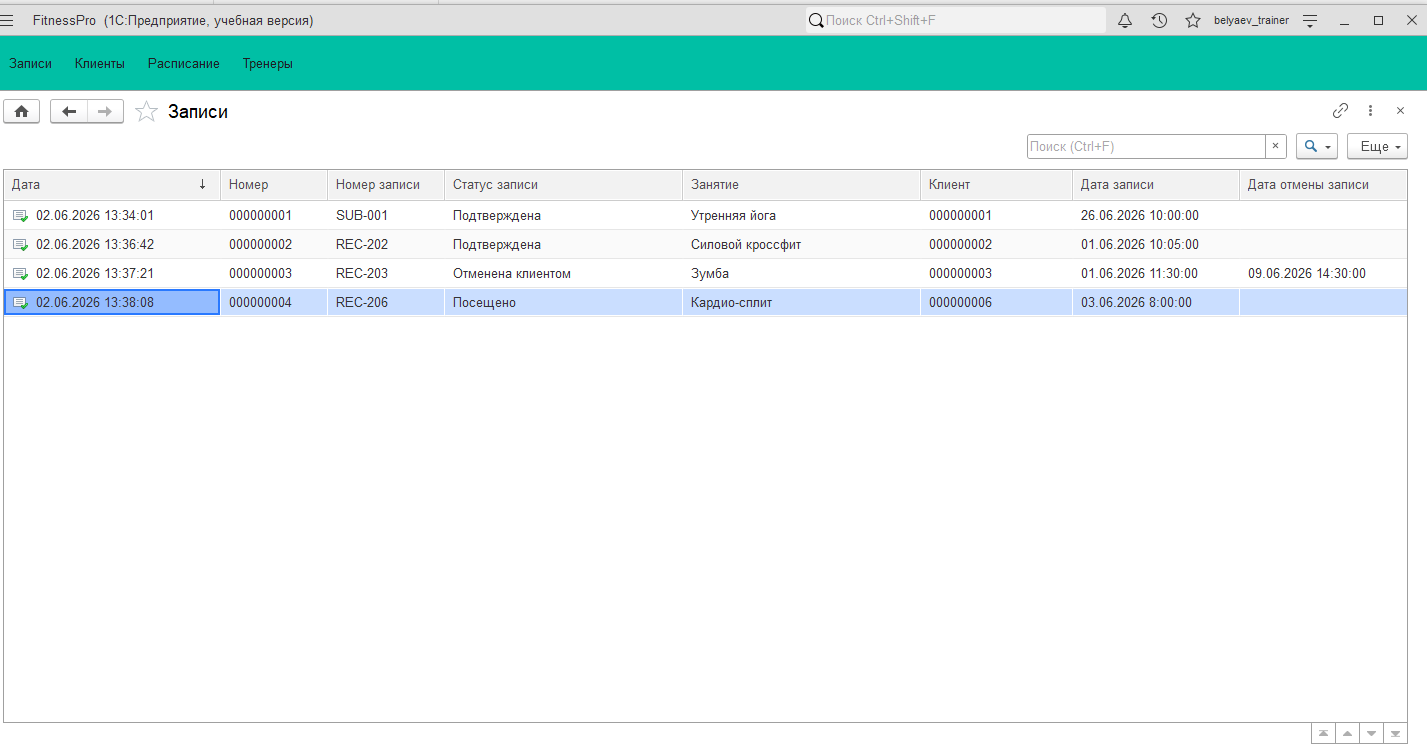 FitnessPro (1С:Предприятие, учебная версия) Поиск Ctrl+Shift+F belyaev_trainer
Записи Клиенты Расписание Тренеры
Записи
Поиск (Ctrl+F) × Еще
Дата ↓ Номер Номер записи Статус записи Занятие Клиент Дата записи Дата отмены записи
02.06.2026 13:34:01 000000001 SUB-001 Подтверждена Утренняя йога 000000001 26.06.2026 10:00:00
02.06.2026 13:36:42 000000002 REC-202 Подтверждена Силовой кроссфит 000000002 01.06.2026 10:05:00
02.06.2026 13:37:21 000000003 REC-203 Отменена клиентом Зумба 000000003 01.06.2026 11:30:00 09.06.2026 14:30:00
02.06.2026 13:38:08 000000004 REC-206 Посещено Кардио-сплит 000000006 03.06.2026 8:00:00